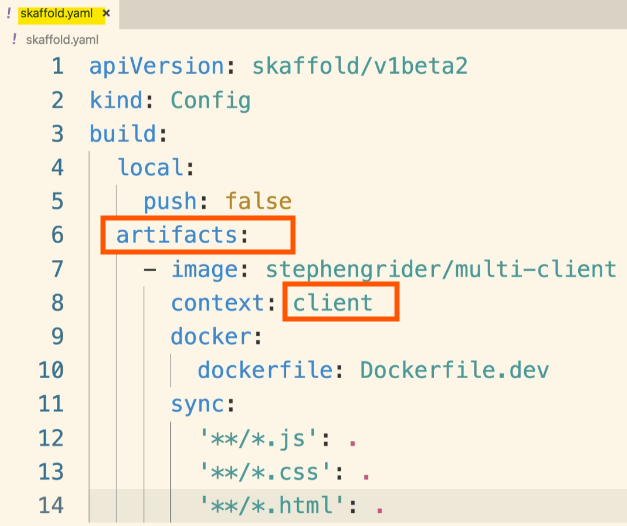 ! skaffold.yaml ×
! skaffold.yaml
1 apiVersion: skaffold/v1beta2
2 kind: Config
3 build:
4 local:
5 push: false
6 artifacts:
7 - image: stephengrider/multi-client
8 context: client
9 docker:
10 dockerfile: Dockerfile.dev
11 sync:
12 '**/*.js': .
13 '**/*.css': .
14 '**/*.html': .